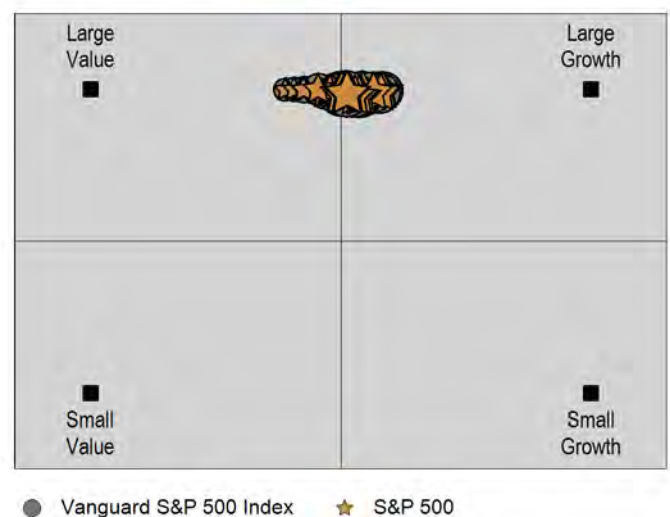 Large
Value
Large
Growth
Small
Value
Small
Growth
Vanguard S&P 500 Index
S&P 500